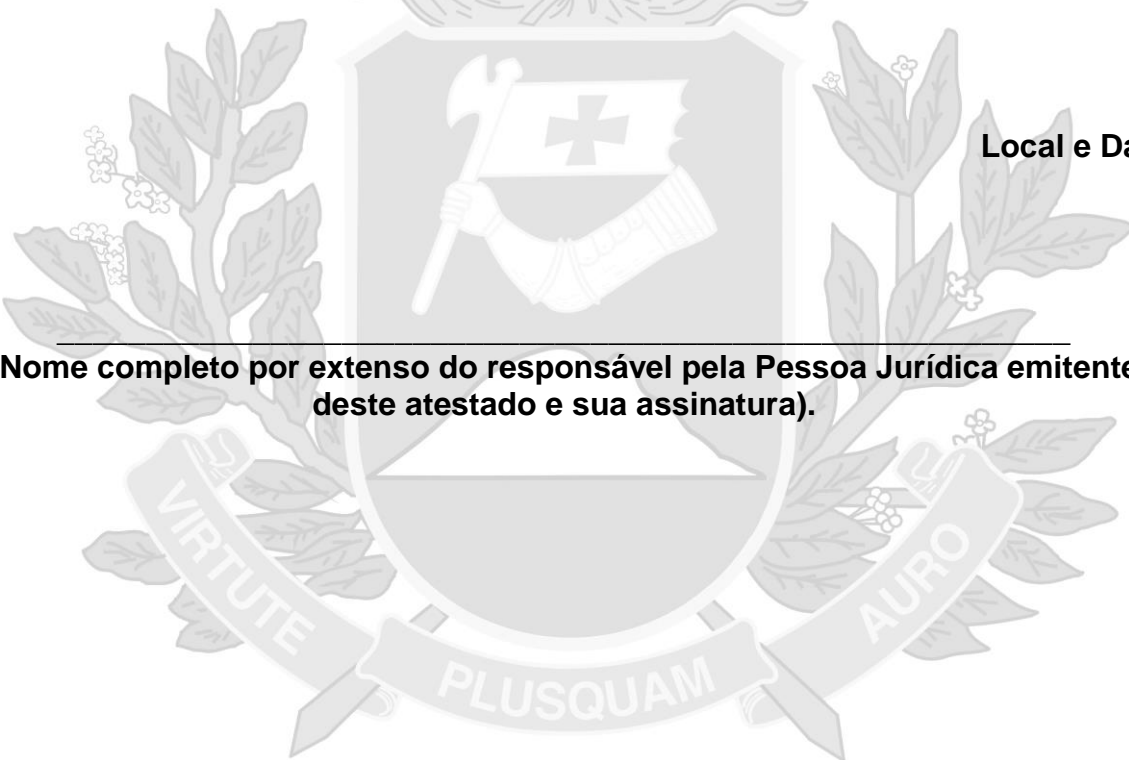 Local e Da
_______________________________________________________________
Nome completo por extenso do responsável pela Pessoa Jurídica emitente
deste atestado e sua assinatura).
VIRTUTE
PLUSQUAM
AURO